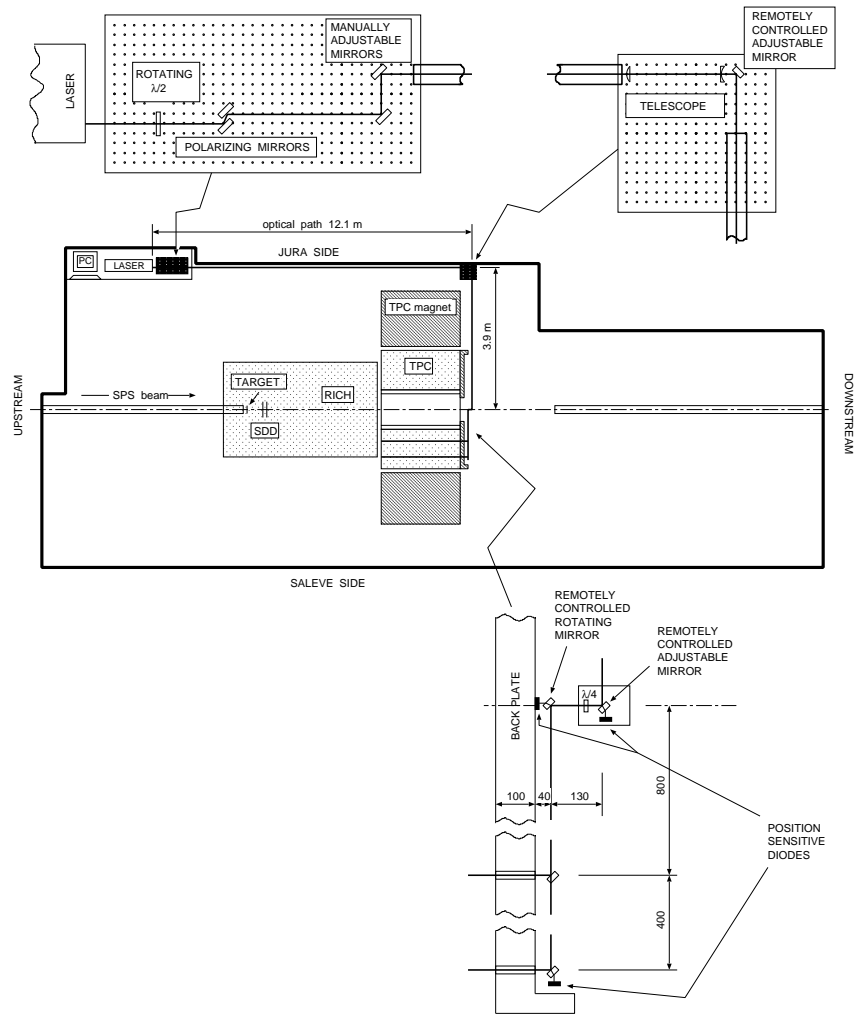 MANUALLY
ADJUSTABLE
MIRRORS
REMOTELY
CONTROLLED
ADJUSTABLE
MIRROR
LASER
ROTATING
λ/2
POLARIZING MIRRORS
TELESCOPE
optical path 12.1 m
JURA SIDE
PC
LASER
TPC magnet
3.9 m
TPC
TARGET
RICH
SPS beam
SDD
UPSTREAM
DOWNSTREAM
SALEVE SIDE
REMOTELY
CONTROLLED
ROTATING
MIRROR
REMOTELY
CONTROLLED
ADJUSTABLE
MIRROR
λ/4
BACK PLATE
100
40
130
800
POSITION
SENSITIVE
DIODES
400